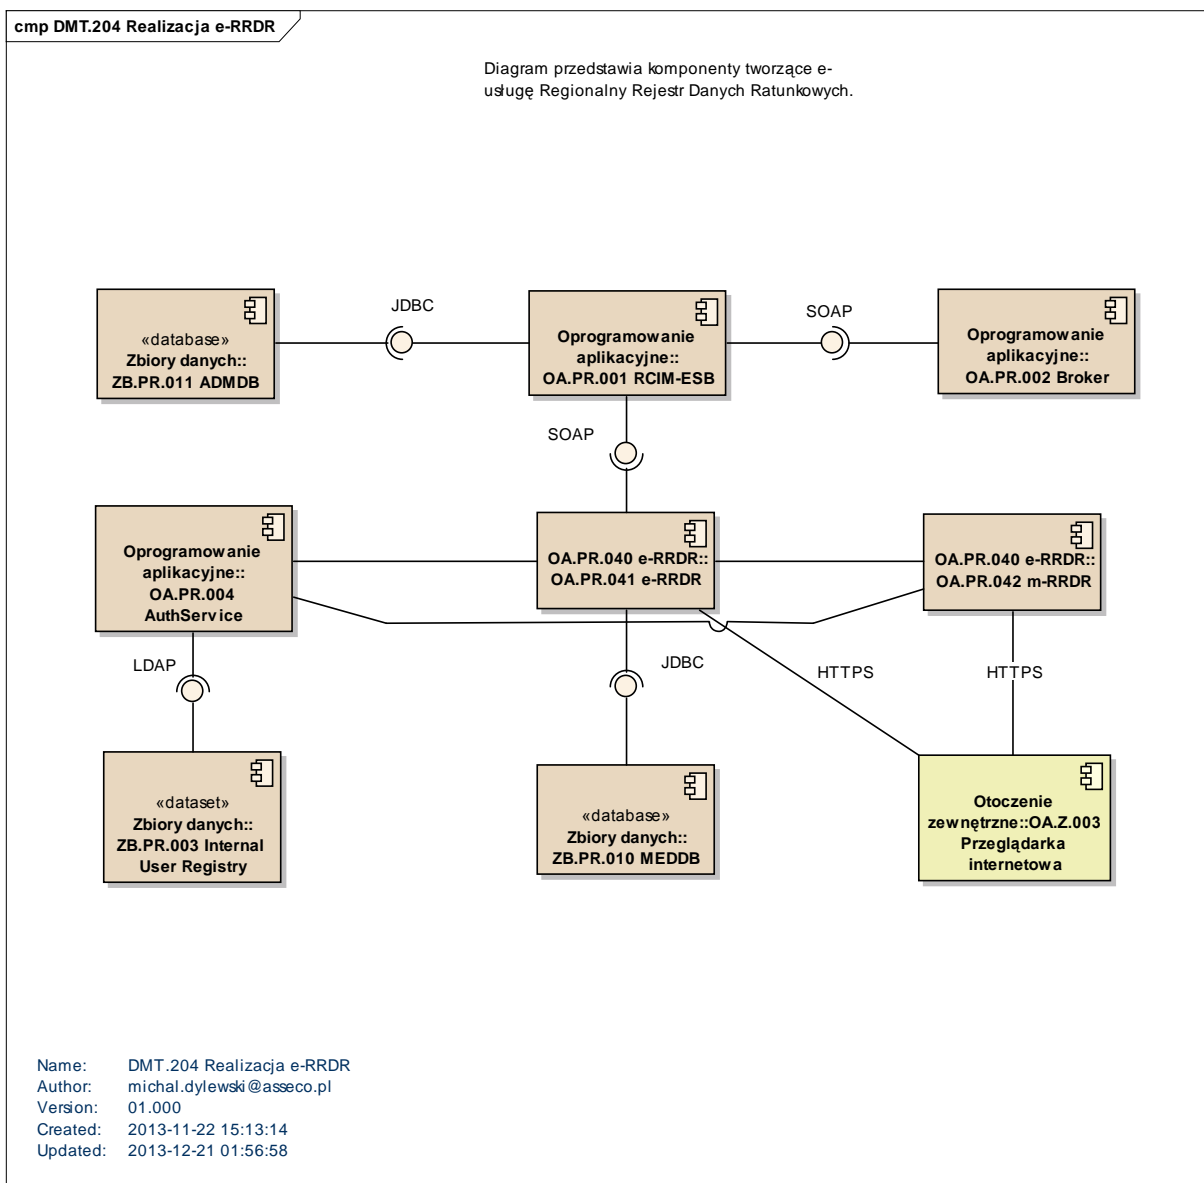 cmp DMT.204 Realizacja e-RRDR
Diagram przedstawia komponenty tworzące e-
usługę Regionalny Rejestr Danych Ratunkowych.
«database»
Zbiory danych::
ZB.PR.011 ADMDB
JDBC
Oprogramowanie
aplikacyjne::
OA.PR.001 RCIM-ESB
SOAP
Oprogramowanie
aplikacyjne::
OA.PR.002 Broker
SOAP
Oprogramowanie
aplikacyjne::
OA.PR.004
AuthService
OA.PR.040 e-RRDR::
OA.PR.041 e-RRDR
OA.PR.040 e-RRDR::
OA.PR.042 m-RRDR
LDAP
JDBC
HTTPS
HTTPS
«dataset»
Zbiory danych::
ZB.PR.003 Internal
User Registry
«database»
Zbiory danych::
ZB.PR.010 MEDDB
Otoczenie
zewnętrzne::OA.Z.003
Przeglądarka
internetowa
Name: DMT.204 Realizacja e-RRDR
Author: michal.dylewski@asseco.pl
Version: 01.000
Created: 2013-11-22 15:13:14
Updated: 2013-12-21 01:56:58